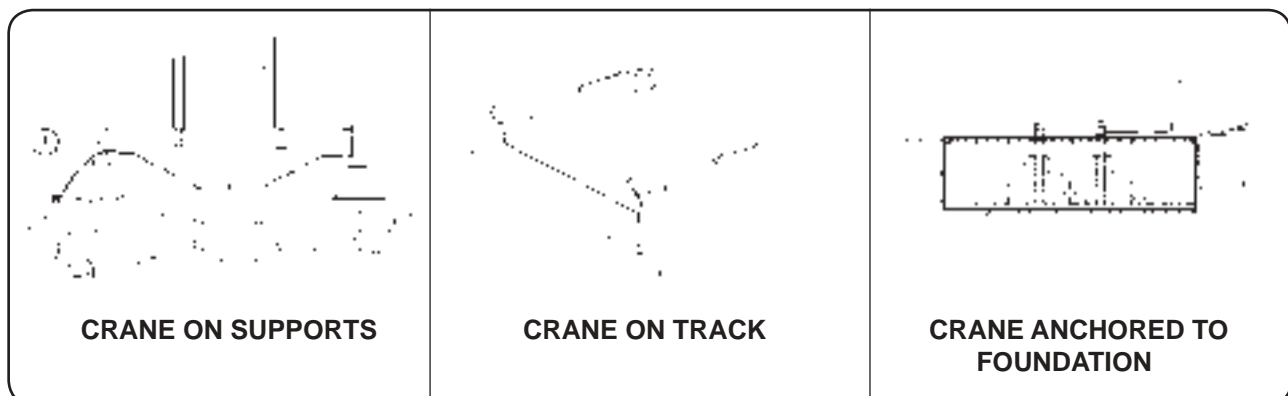 CRANE ON SUPPORTS
CRANE ON TRACK
CRANE ANCHORED TO
FOUNDATION